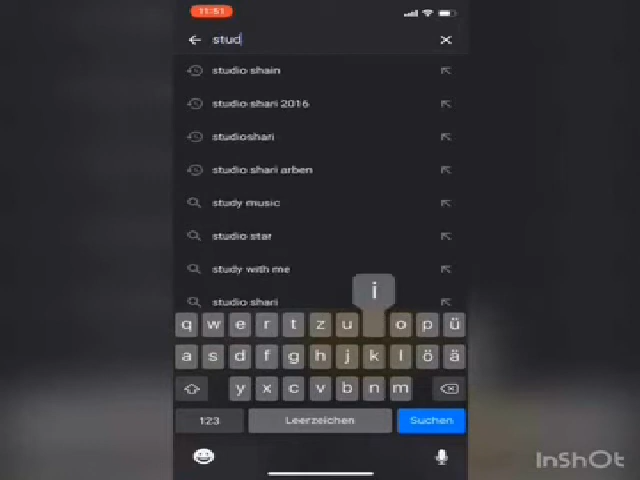 11:51
stud
studio shain
studio shari 2016
studioshari
studio shari arben
study music
studio star
study with me
studio shari
i
q w e r t z u o p ü
a s d f g h j k l ö ä
y x c v b n m
123 Leerzeichen Suchen
InShOt